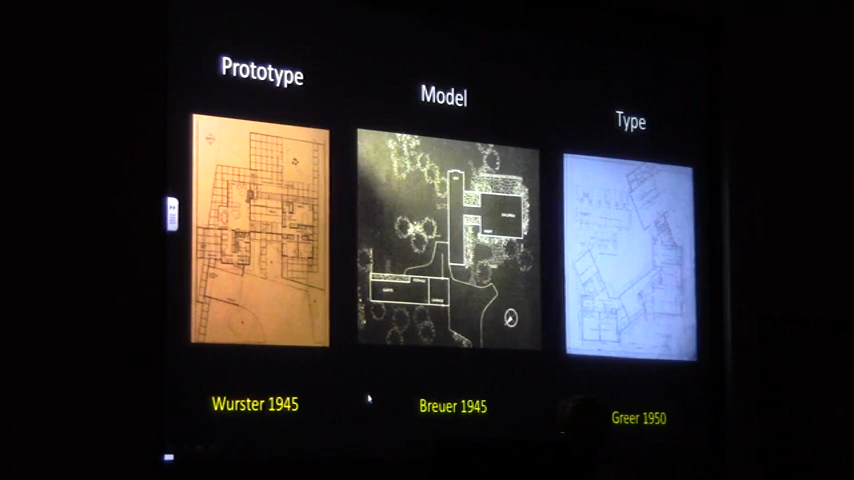 Prototype
Model
Type
Wurster 1945
Breuer 1945
Greer 1950